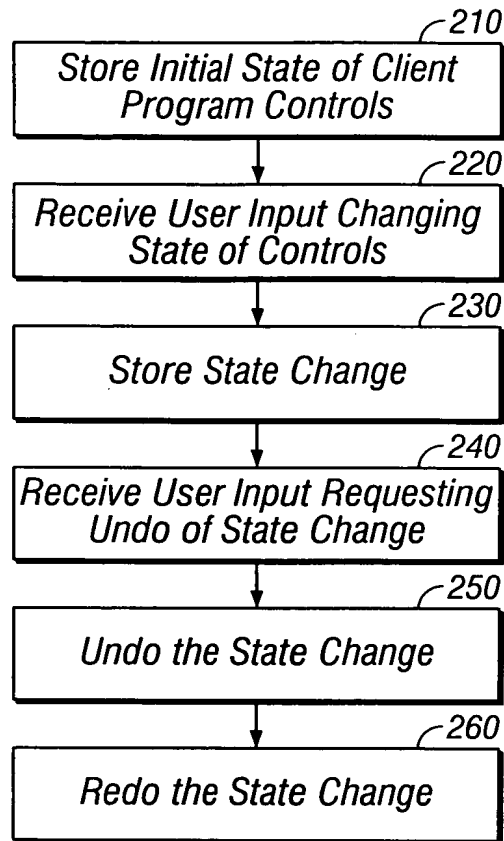 210
Store Initial State of Client
Program Controls
220
Receive User Input Changing
State of Controls
230
Store State Change
240
Receive User Input Requesting
Undo of State Change
250
Undo the State Change
260
Redo the State Change